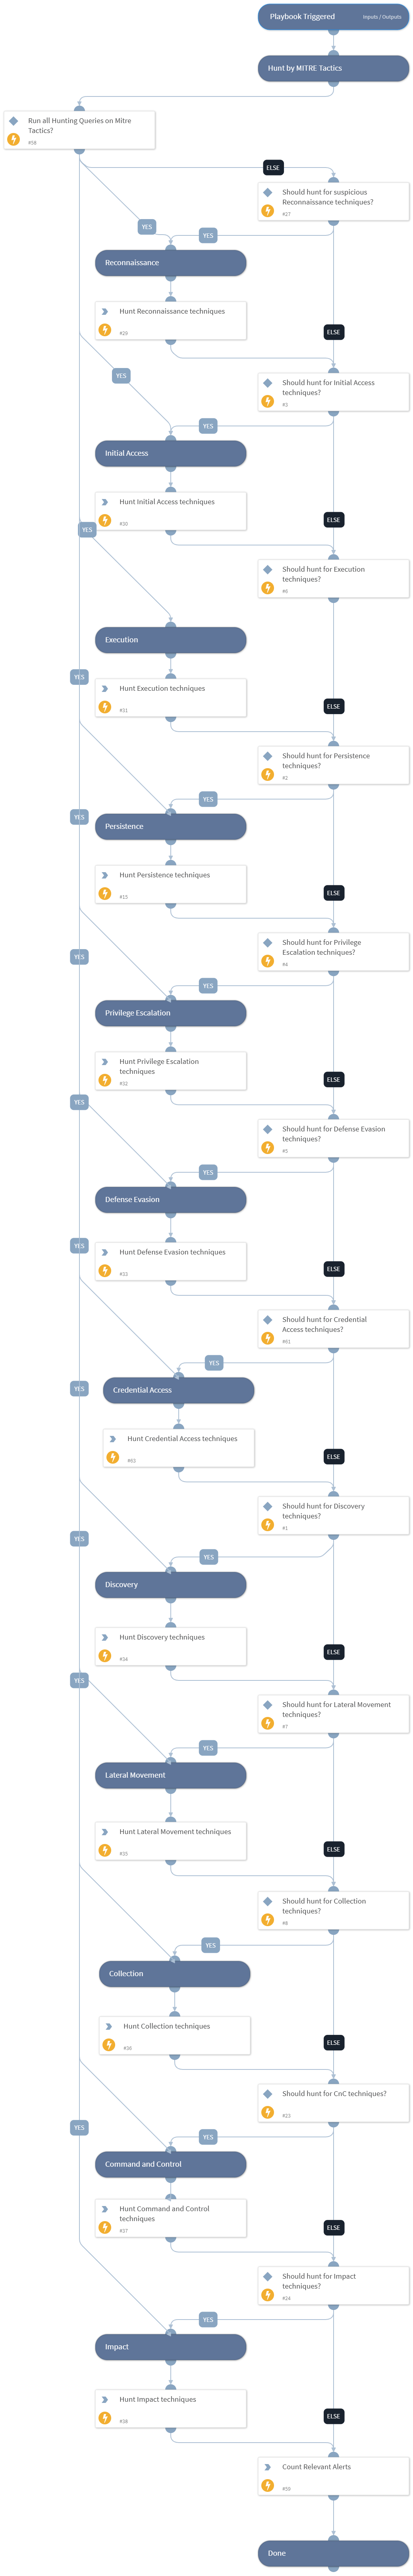 Playbook Triggered
Inputs / Outputs
Hunt by MITRE Tactics
Run all Hunting Queries on Mitre
Tactics?
#58
ELSE
Should hunt for suspicious
Reconnaissance techniques?
#27
YES
YES
Reconnaissance
Hunt Reconnaissance techniques
#29
ELSE
YES
Should hunt for Initial Access
techniques?
#3
YES
Initial Access
Hunt Initial Access techniques
#30
ELSE
YES
Should hunt for Execution
techniques?
#6
Execution
YES
Hunt Execution techniques
#31
ELSE
Should hunt for Persistence
techniques?
#2
YES
YES
Persistence
Hunt Persistence techniques
#15
ELSE
Should hunt for Privilege
Escalation techniques?
#4
YES
YES
Privilege Escalation
Hunt Privilege Escalation
techniques
#32
ELSE
YES
Should hunt for Defense Evasion
techniques?
#5
YES
Defense Evasion
YES
Hunt Defense Evasion techniques
#33
ELSE
Should hunt for Credential
Access techniques?
YES
YES
Credential Access
Hunt Credential Access techniques
ELSE
Should hunt for Discovery
techniques?
#1
YES
YES
Discovery
Hunt Discovery techniques
#34
ELSE
YES
Should hunt for Lateral Movement
techniques?
#7
YES
Lateral Movement
Hunt Lateral Movement techniques
#35
ELSE
Should hunt for Collection
techniques?
#8
YES
Collection
Hunt Collection techniques
ELSE
Should hunt for CnC techniques?
#23
YES
YES
Command and Control
Hunt Command and Control
techniques
#37
ELSE
Should hunt for Impact
techniques?
#24
YES
Impact
Hunt Impact techniques
#38
ELSE
Count Relevant Alerts
Done